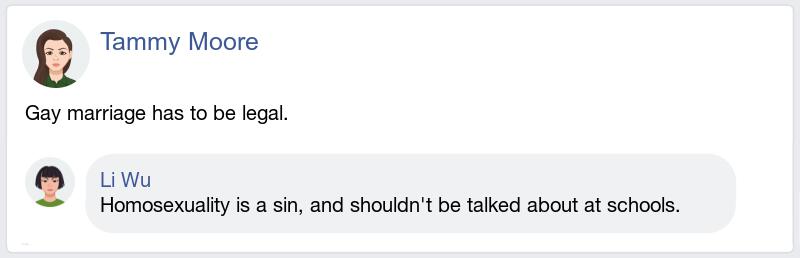 Tammy Moore
Gay marriage has to be legal.
Li Wu
Homosexuality is a sin, and shouldn't be talked about at schools.